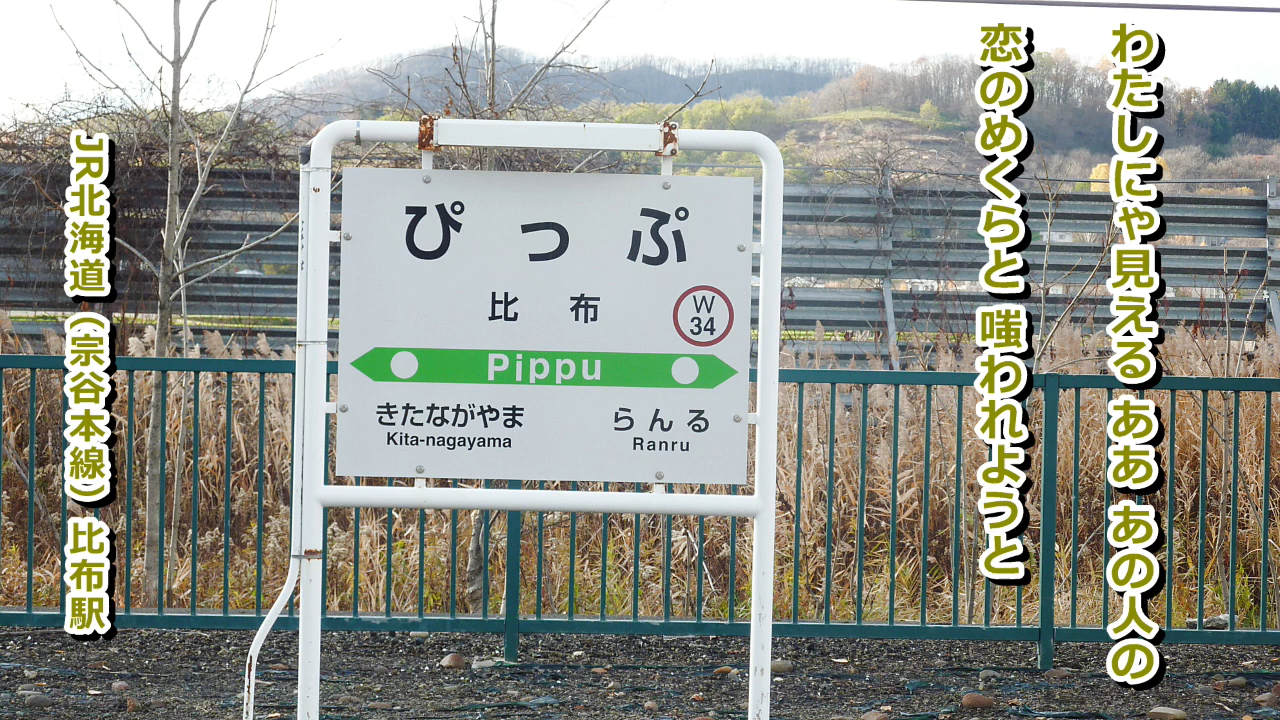 わたしにゃ見える ああ あの人の
恋のめくらと 嗤われようと
ぴっぷ
比布
W
34
Pippu
きたながやま
Kita-nagayama
らんる
Ranru
JR北海道（宗谷本線）比布駅